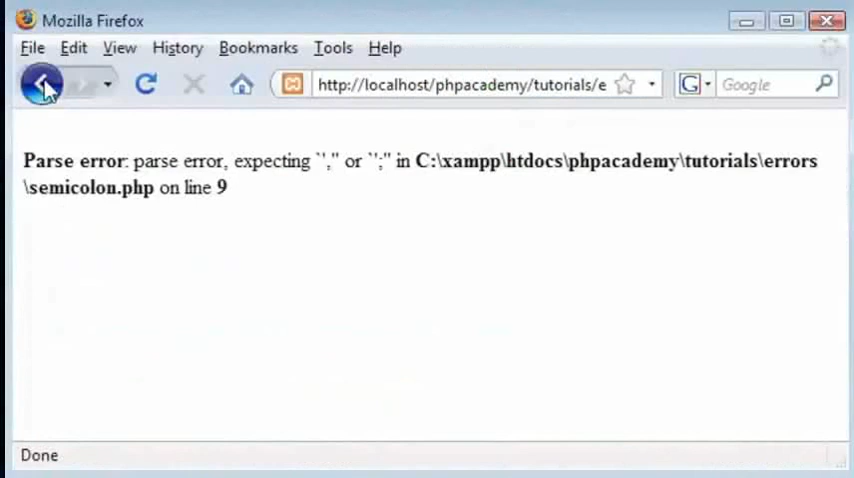 Mozilla Firefox
File Edit View History Bookmarks Tools Help
http://localhost/phpacademy/tutorials/e G Google
Parse error: parse error, expecting `','' or `';'' in C:\xampp\htdocs\phpacademy\tutorials\errors
\semicolon.php on line 9
Done